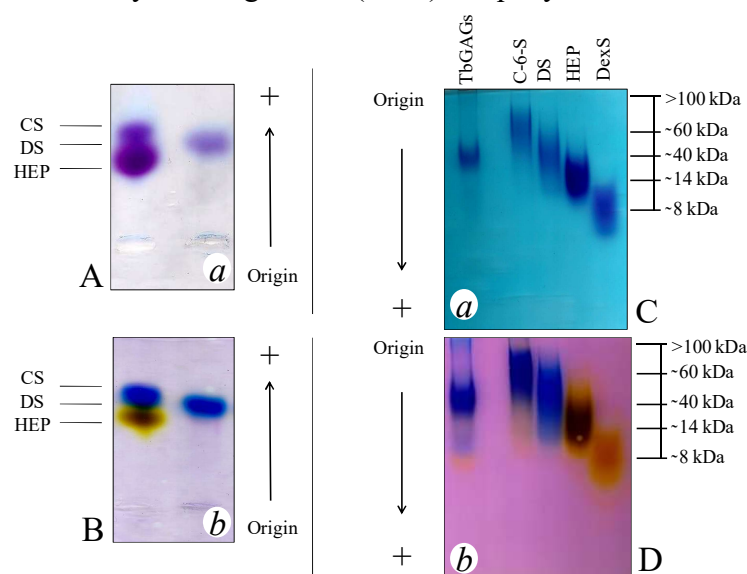 TbGAGs
C-6-S
DS
HEP
DexS
+
CS
DS
HEP
A
a
Origin
Origin
+
>100 kDa
~60 kDa
~40 kDa
~14 kDa
~8 kDa
a
C
+
CS
DS
HEP
B
b
Origin
Origin
+
>100 kDa
~60 kDa
~40 kDa
~14 kDa
~8 kDa
b
D